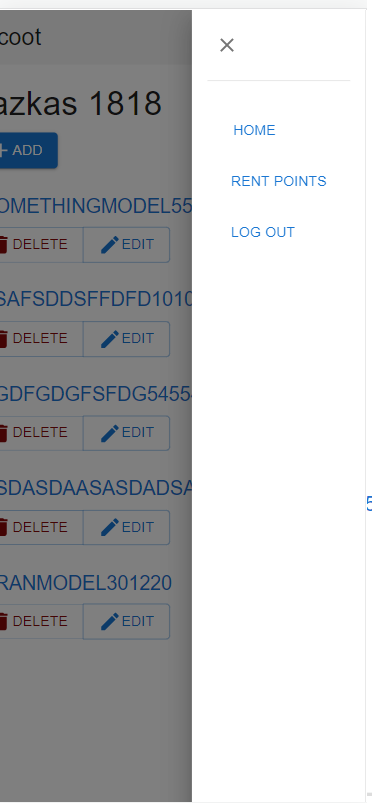 coot
azkas 1818
+ ADD
HOME
RENT POINTS
LOG OUT
OMETHINGMODEL55
DELETE EDIT
SAFSDDSFFDFD1010
DELETE EDIT
GDFGDGFSFDG5455
DELETE EDIT
SDASDAASASDADSA
DELETE EDIT
RANMODEL301220
DELETE EDIT